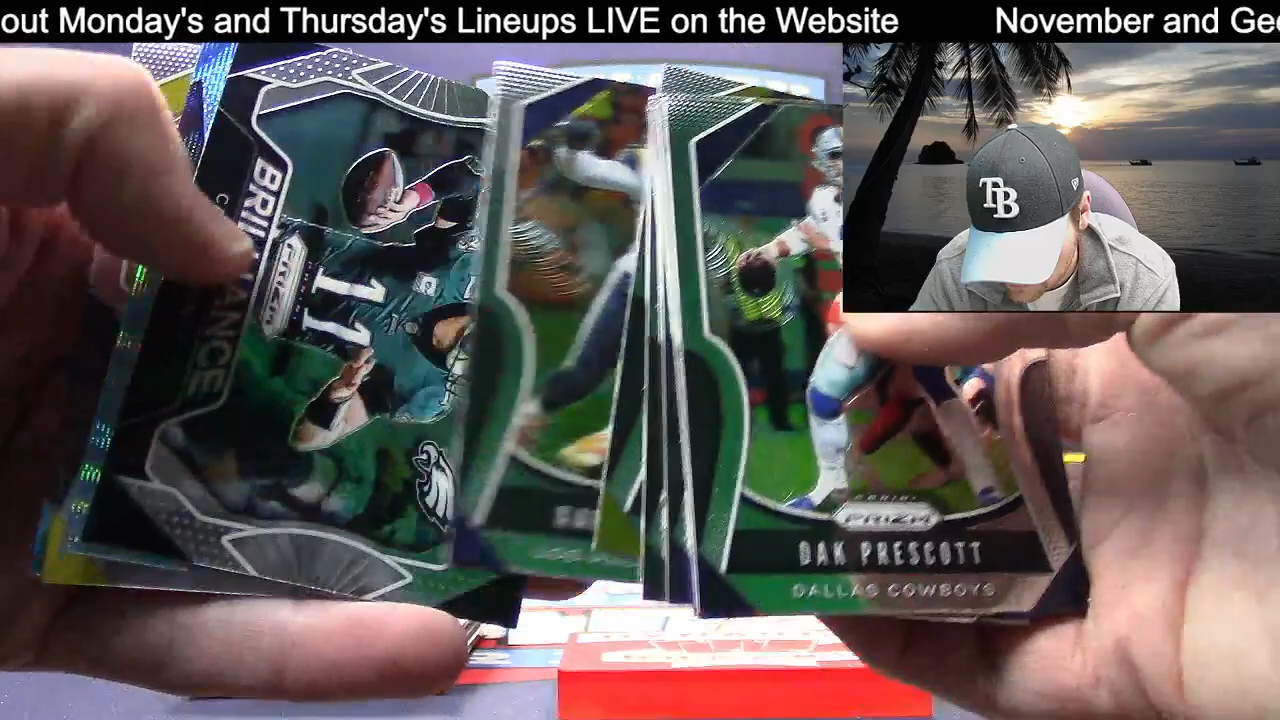 out Monday's and Thursday's Lineups LIVE on the Website November and Ge
TB
BRILLIANCE
PRIZM
11
PANINI
PRIZM
DAK PRESCOTT
DALLAS COWBOYS